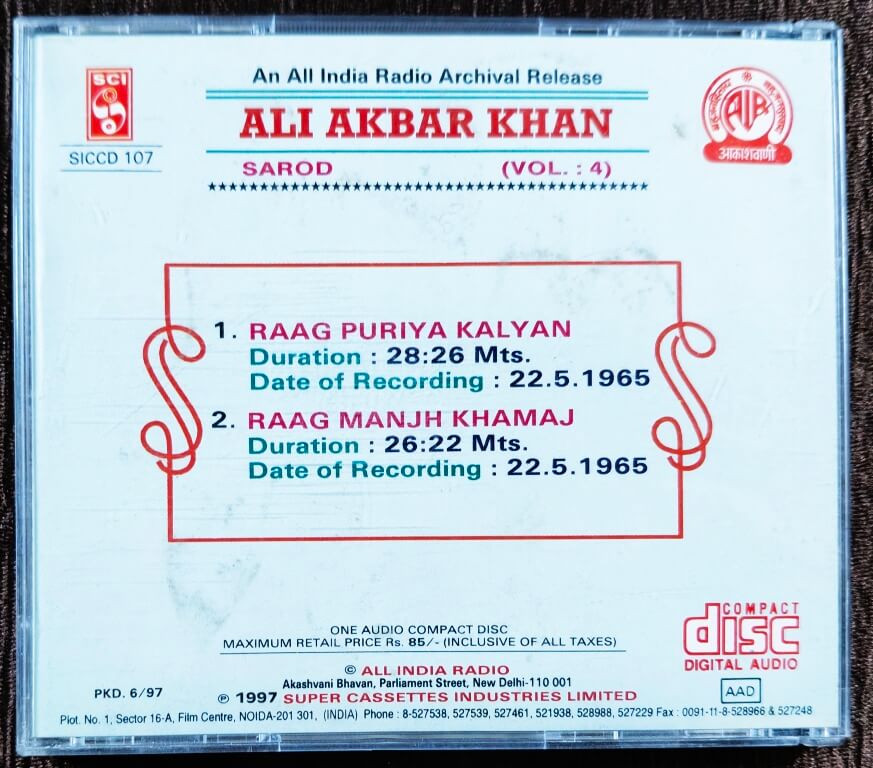 SCI
SICCD 107
An All India Radio Archival Release
ALI AKBAR KHAN
SAROD (VOL. : 4)
AIR
आकाशवाणी
1. RAAG PURIYA KALYAN
Duration : 28:26 Mts.
Date of Recording : 22.5.1965
2. RAAG MANJH KHAMAJ
Duration : 26:22 Mts.
Date of Recording : 22.5.1965
ONE AUDIO COMPACT DISC
MAXIMUM RETAIL PRICE Rs. 85/- (INCLUSIVE OF ALL TAXES)
COMPACT
disc
DIGITAL AUDIO
© ALL INDIA RADIO
Akashvani Bhavan, Parliament Street, New Delhi-110 001
PKD. 6/97
℗ 1997 SUPER CASSETTES INDUSTRIES LIMITED
AAD
Plot. No. 1, Sector 16-A, Film Centre, NOIDA-201 301, (INDIA) Phone : 8-527538, 527539, 527461, 521938, 528988, 527229 Fax : 0091-11-8-528966 & 527248